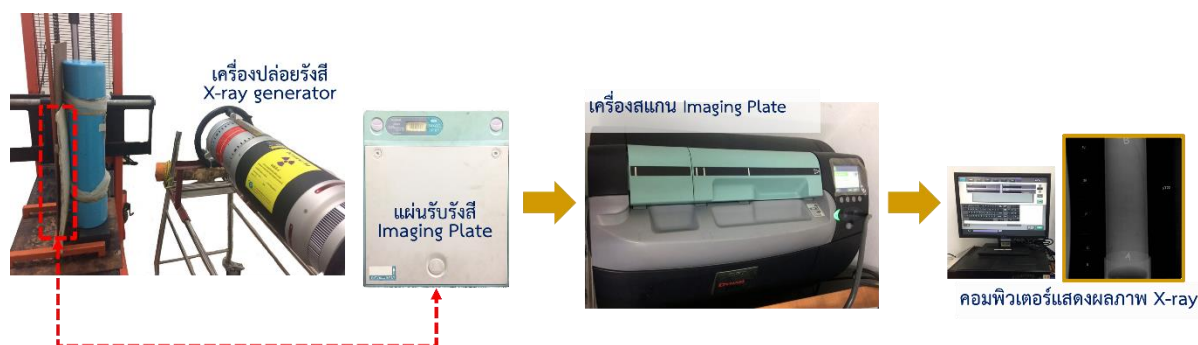 เครื่องปล่อยรังสี
X-ray generator
แผ่นรับรังสี
Imaging Plate
เครื่องสแกน Imaging Plate
คอมพิวเตอร์แสดงผลภาพ X-ray